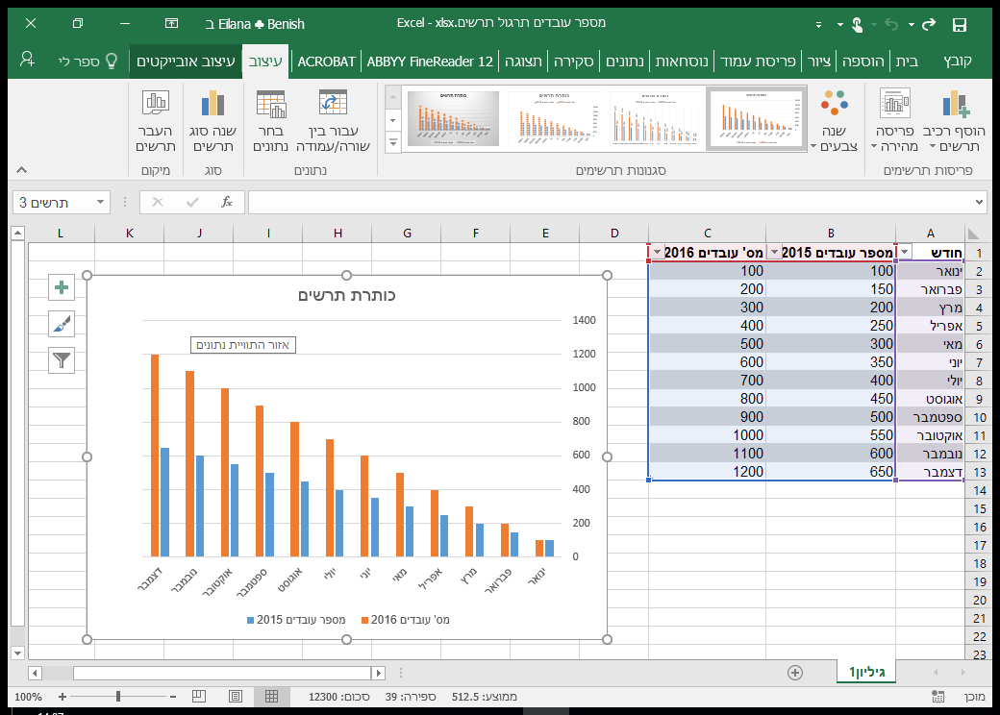 מספר עובדים תרגול תרשים.xlsx - Excel
Eilana ♣ Benish ב
קובץ בית הוספה ציור פריסת עמוד נוסחאות נתונים סקירה תצוגה ABBYY FineReader 12 ACROBAT עיצוב עיצוב אובייקטים ספר לי
הוסף רכיב תרשים
פריסה מהירה
שנה צבעים
עבור בין שורה/עמודה
בחר נתונים
שנה סוג תרשים
העבר תרשים
פריסות תרשימים סגנונות תרשימים נתונים סוג מיקום
תרשים 3
fx
A B C D E F G H I J K L
1 חודש מספר עובדים 2015 מס' עובדים 2016
2 ינואר 100 100
3 פברואר 150 200
4 מרץ 200 300
5 אפריל 250 400
6 מאי 300 500
7 יוני 350 600
8 יולי 400 700
9 אוגוסט 450 800
10 ספטמבר 500 900
11 אוקטובר 550 1000
12 נובמבר 600 1100
13 דצמבר 650 1200
14
15
16
17
18
19
20
21
22
23
כותרת תרשים
אזור התוויית נתונים
1400
1200
1000
800
600
400
200
0
ינואר פברואר מרץ אפריל מאי יוני יולי אוגוסט ספטמבר אוקטובר נובמבר דצמבר
מס' עובדים 2016 מספר עובדים 2015
גיליון1
מוכן ממוצע: 512.5 ספירה: 39 סכום: 12300 100%